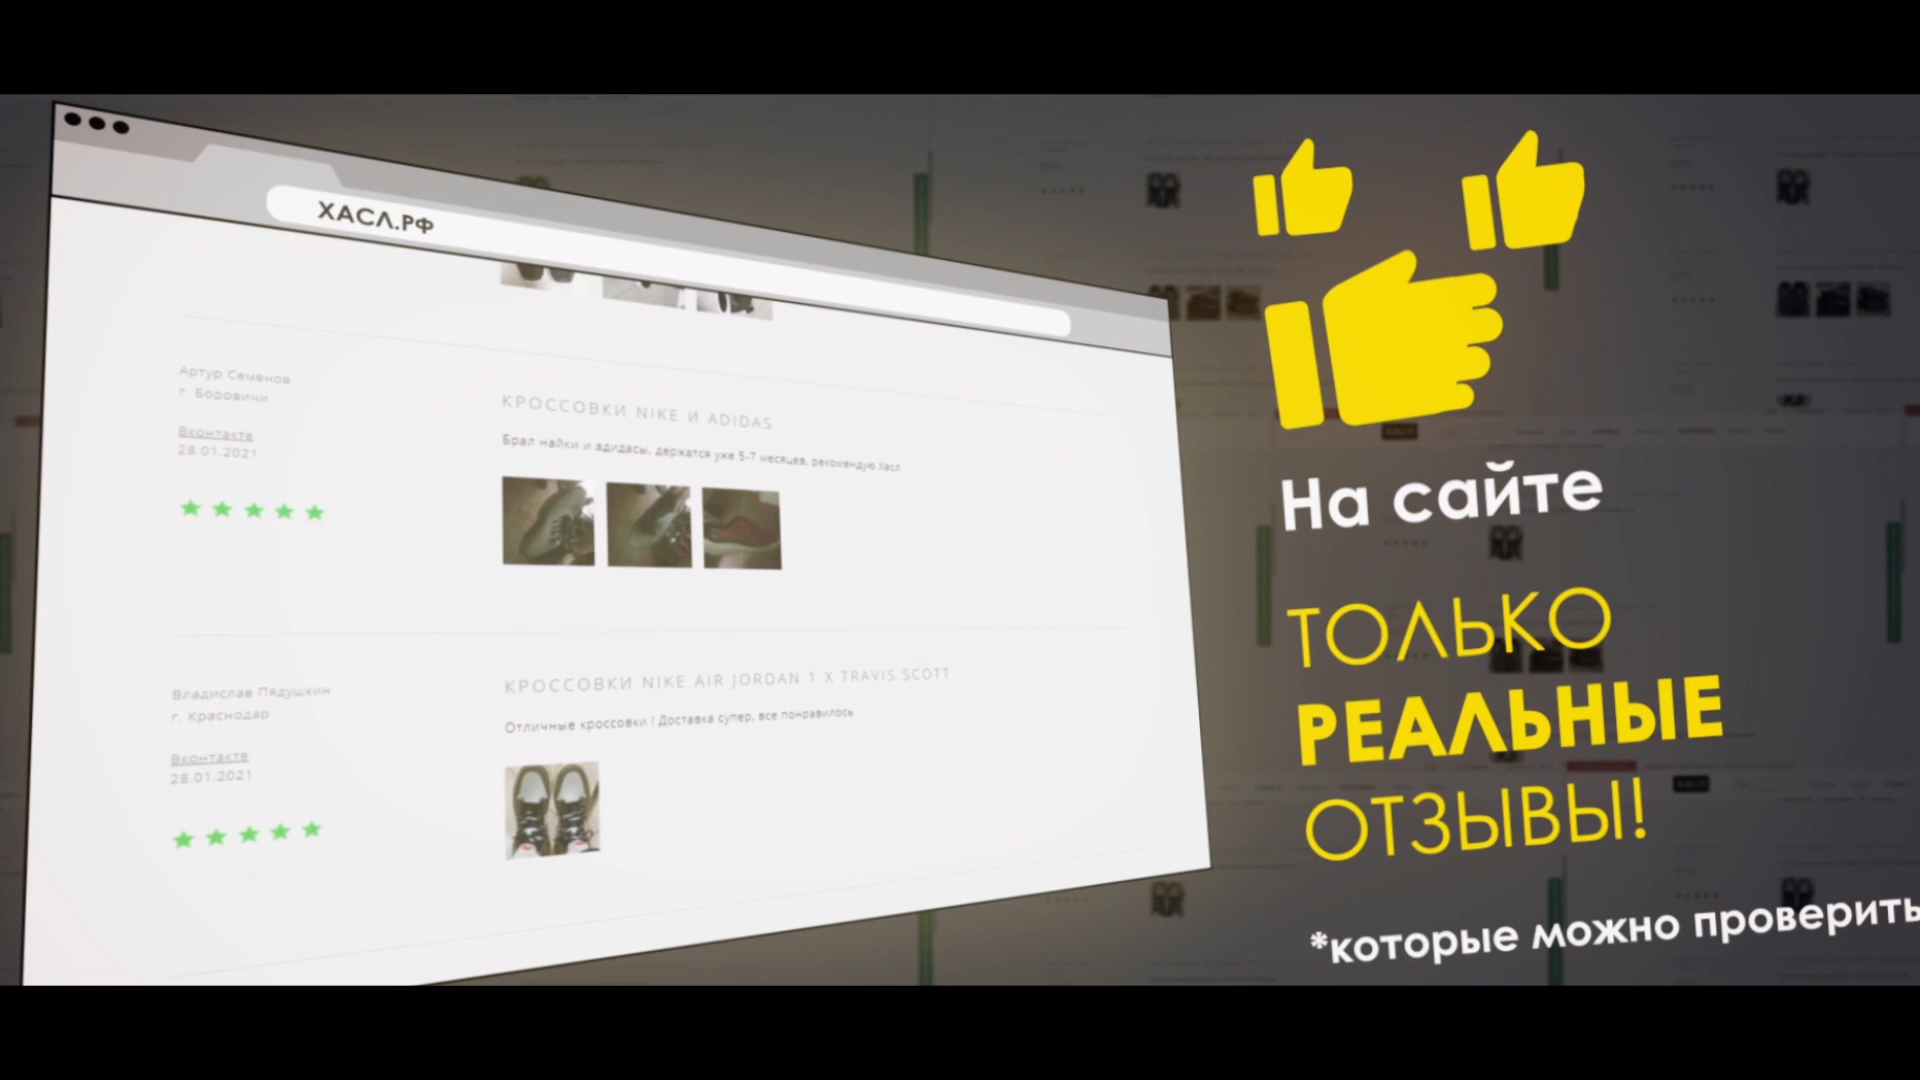 ХАСЛ.РФ
Артур Семенов
г. Боровичи
Вконтакте
28.01.2021
КРОССОВКИ NIKE И ADIDAS
Брал найки и адидасы, держатся уже 5-7 месяцев, рекомендую Хасл
Владислав Пядушкин
г. Краснодар
Вконтакте
28.01.2021
КРОССОВКИ NIKE AIR JORDAN 1 X TRAVIS SCOTT
Отличные кроссовки ! Доставка супер, все понравилось
На сайте
ТОЛЬКО
РЕАЛЬНЫЕ
ОТЗЫВЫ!
*которые можно проверить